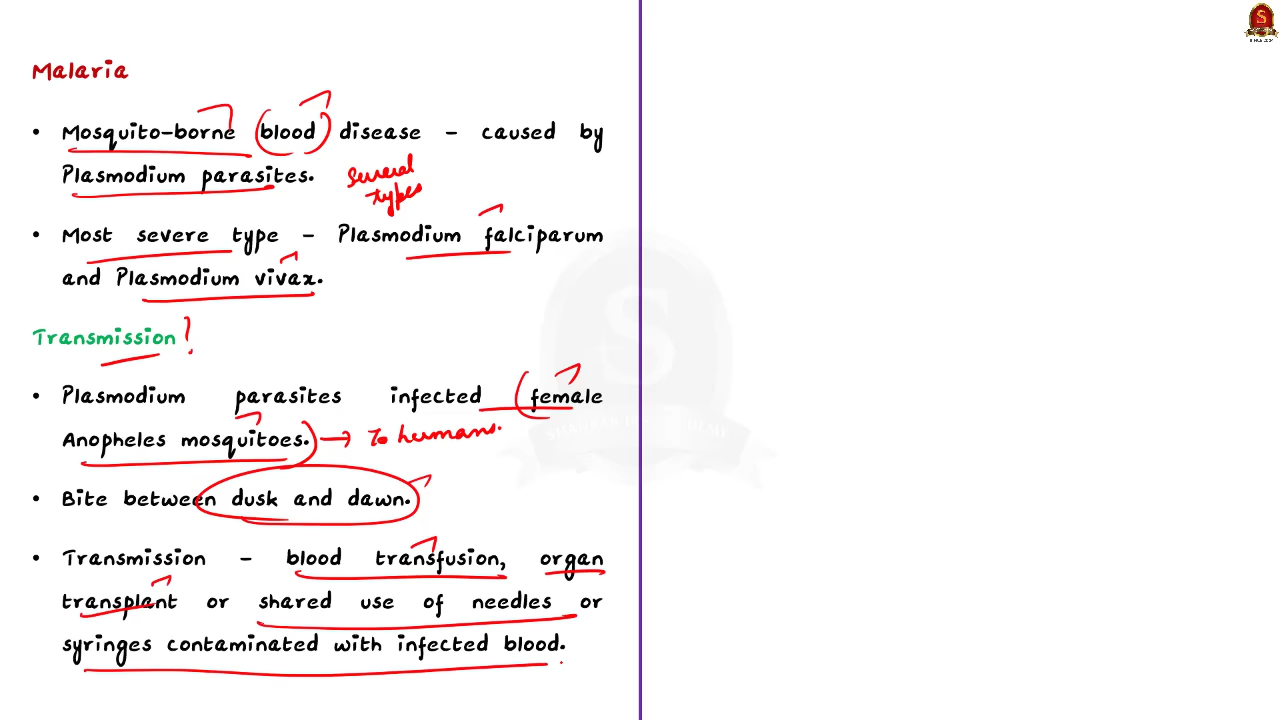 Malaria
• Mosquito-borne blood disease - caused by
Plasmodium parasites.
Several
types
• Most severe type - Plasmodium falciparum
and Plasmodium vivax.
Transmission!
• Plasmodium parasites infected female
Anopheles mosquitoes. → To humans.
• Bite between dusk and dawn.
• Transmission - blood transfusion, organ
transplant or shared use of needles or
syringes contaminated with infected blood.